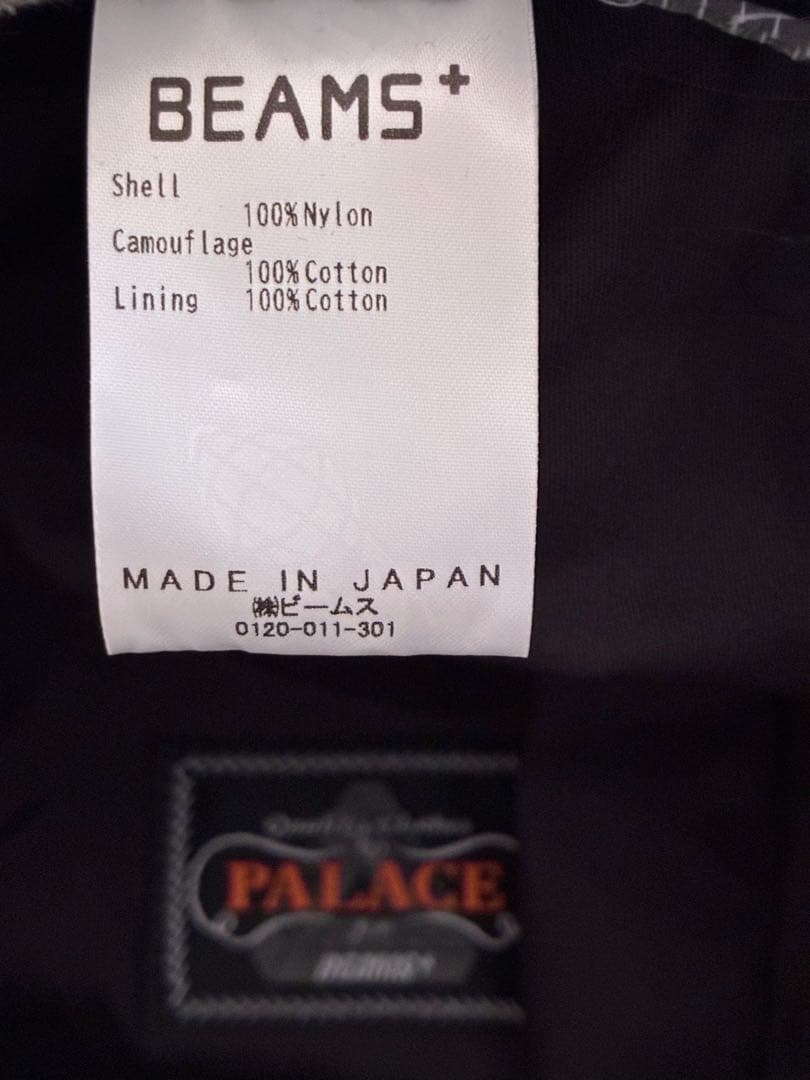 BEAMS+
Shell
100%Nylon
Camouflage
100%Cotton
Lining 100%Cotton
MADE IN JAPAN
㈱ビームス
0120-011-301
PALACE
BEAMS+